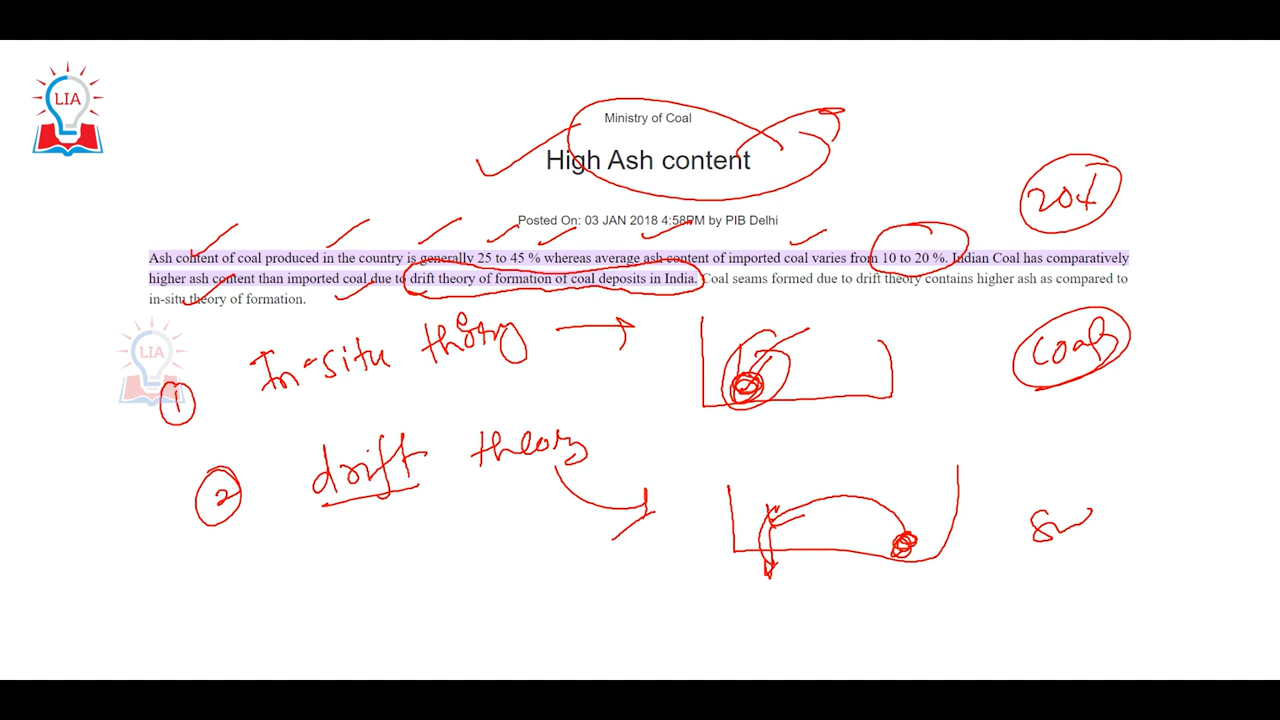 LIA
Ministry of Coal
High Ash content
Posted On: 03 JAN 2018 4:58PM by PIB Delhi
20%
Ash content of coal produced in the country is generally 25 to 45 % whereas average ash content of imported coal varies from 10 to 20 %. Indian Coal has comparatively
higher ash content than imported coal due to drift theory of formation of coal deposits in India. Coal seams formed due to drift theory contains higher ash as compared to
in-situ theory of formation.
LIA
1 In-situ theory
2 drift theory